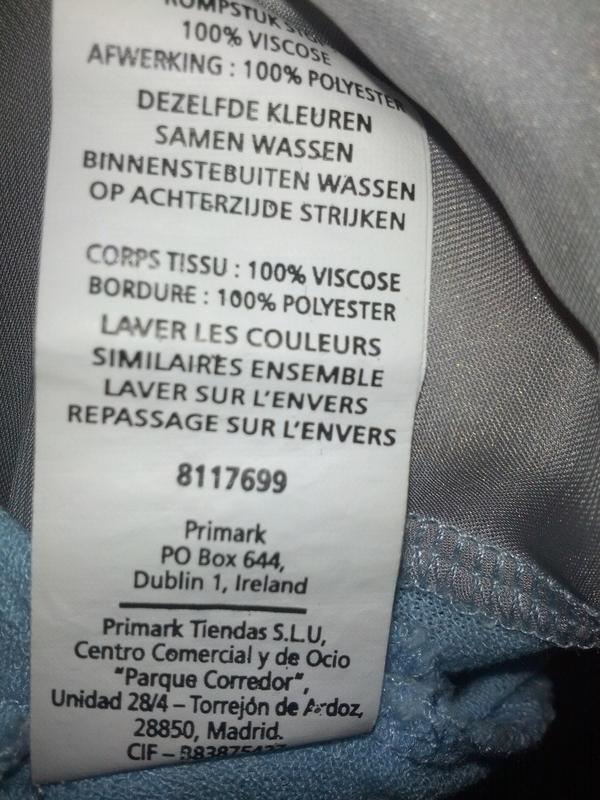 ROMPSTUK
100% VISCOSE
AFWERKING : 100% POLYESTER
DEZELFDE KLEUREN
SAMEN WASSEN
BINNENSTEBUITEN WASSEN
OP ACHTERZIJDE STRIJKEN
CORPS TISSU : 100% VISCOSE
BORDURE : 100% POLYESTER
LAVER LES COULEURS
SIMILAIRES ENSEMBLE
LAVER SUR L'ENVERS
REPASSAGE SUR L'ENVERS
8117699
Primark
PO Box 644,
Dublin 1, Ireland
Primark Tiendas S.L.U,
Centro Comercial y de Ocio
"Parque Corredor",
Unidad 28/4 – Torrejón de Ardoz,
28850, Madrid.
CIF –